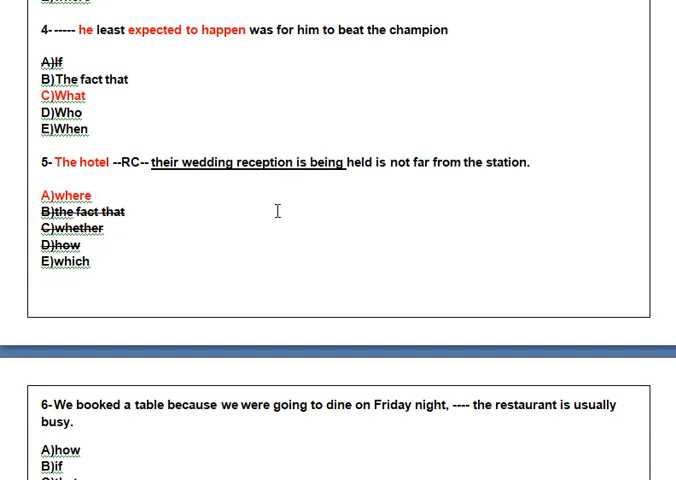 4------ he least expected to happen was for him to beat the champion
A)If
B)The fact that
C)What
D)Who
E)When
5- The hotel --RC-- their wedding reception is being held is not far from the station.
A)where
B)the fact that
C)whether
D)how
E)which
6-We booked a table because we were going to dine on Friday night, ---- the restaurant is usually
busy.
A)how
B)if